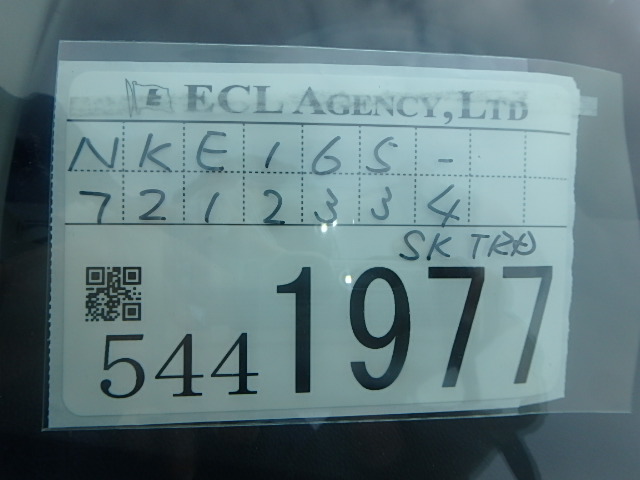 E ECL AGENCY, LTD
NKE165-
7212334
SK TRD
544 1977